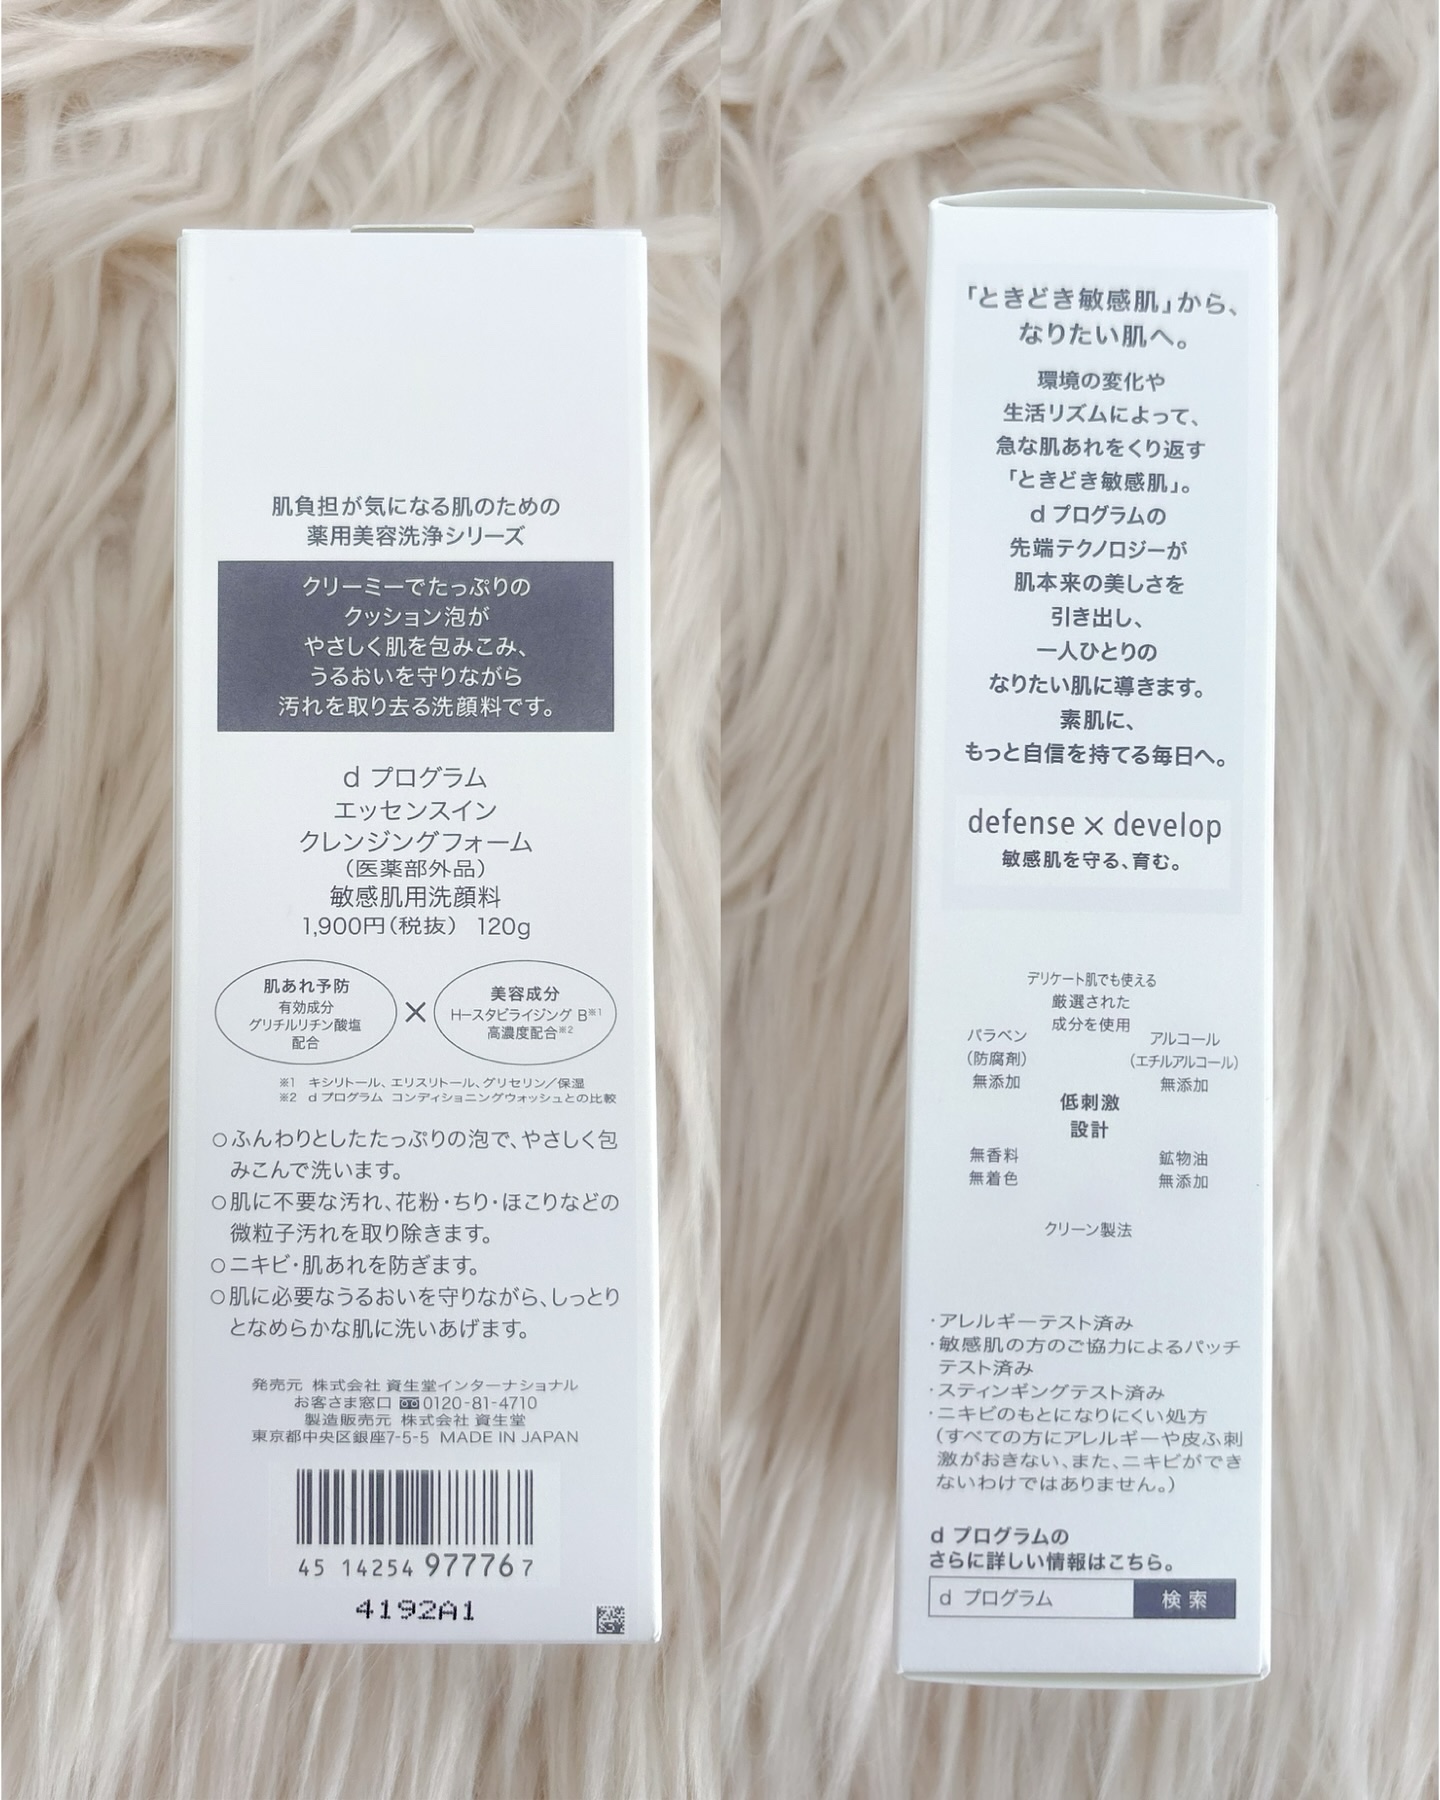 肌負担が気になる肌のための
薬用美容洗浄シリーズ
クリーミーでたっぷりの
クッション泡が
やさしく肌を包みこみ、
うるおいを守りながら
汚れを取り去る洗顔料です。
d プログラム
エッセンスイン
クレンジングフォーム
(医薬部外品)
敏感肌用洗顔料
1,900円(税抜) 120g
肌あれ予防
有効成分
グリチルリチン酸塩
配合
×
美容成分
H-スタビライジング B※1
高濃度配合※2
※1 キシリトール、エリスリトール、グリセリン/保湿
※2 d プログラム コンディショニングウォッシュとの比較
○ふんわりとしたたっぷりの泡で、やさしく包
みこんで洗います。
○肌に不要な汚れ、花粉・ちり・ほこりなどの
微粒子汚れを取り除きます。
○ニキビ・肌あれを防ぎます。
○肌に必要なうるおいを守りながら、しっとり
となめらかな肌に洗いあげます。
発売元 株式会社 資生堂インターナショナル
お客さま窓口 0120-81-4710
製造販売元 株式会社 資生堂
東京都中央区銀座7-5-5 MADE IN JAPAN
45 14254 97776 7
4192A1
「ときどき敏感肌」から、
なりたい肌へ。
環境の変化や
生活リズムによって、
急な肌あれをくり返す
「ときどき敏感肌」。
d プログラムの
先端テクノロジーが
肌本来の美しさを
引き出し、
一人ひとりの
なりたい肌に導きます。
素肌に、
もっと自信を持てる毎日へ。
defense × develop
敏感肌を守る、育む。
デリケート肌でも使える
厳選された
成分を使用
パラベン
(防腐剤)
無添加
アルコール
(エチルアルコール)
無添加
低刺激
設計
無香料
無着色
鉱物油
無添加
クリーン製法
・アレルギーテスト済み
・敏感肌の方のご協力によるパッチ
テスト済み
・スティンギングテスト済み
・ニキビのもとになりにくい処方
(すべての方にアレルギーや皮ふ刺
激がおきない、また、ニキビができ
ないわけではありません。)
d プログラムの
さらに詳しい情報はこちら。
d プログラム 検索